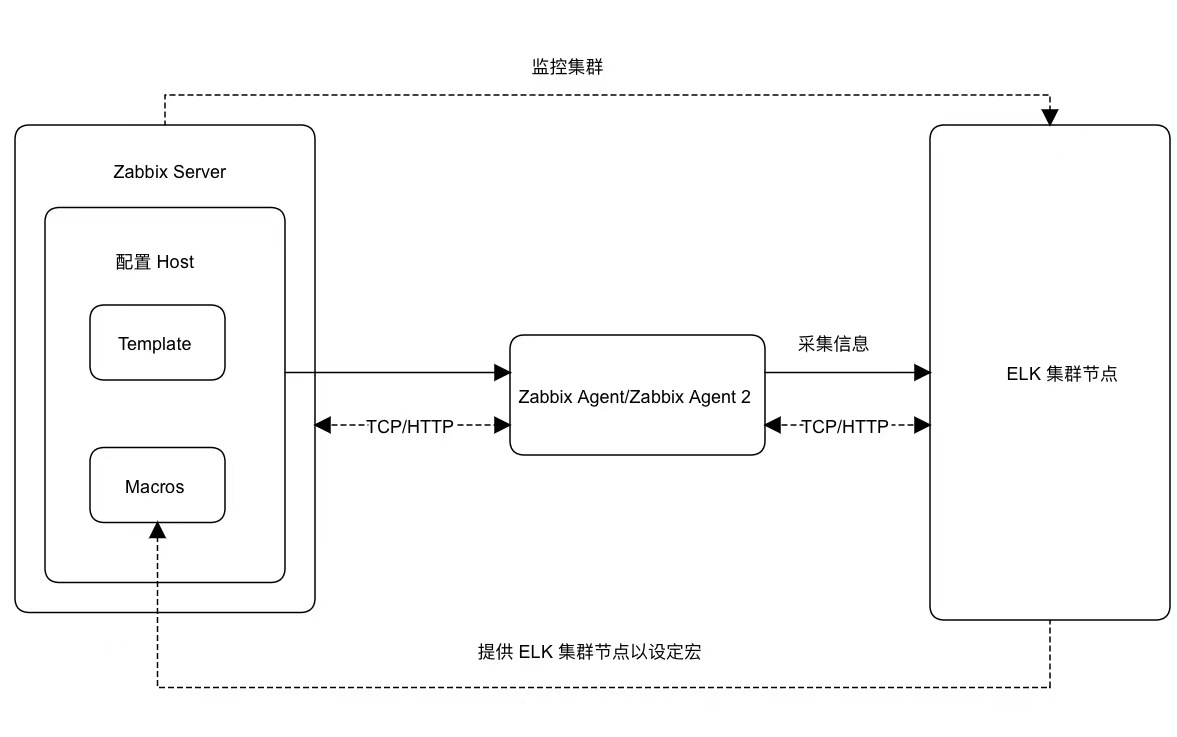 监控集群
Zabbix Server
配置 Host
Template
采集信息
ELK 集群节点
Zabbix Agent/Zabbix Agent 2
TCP/HTTP
TCP/HTTP
Macros
提供 ELK 集群节点以设定宏